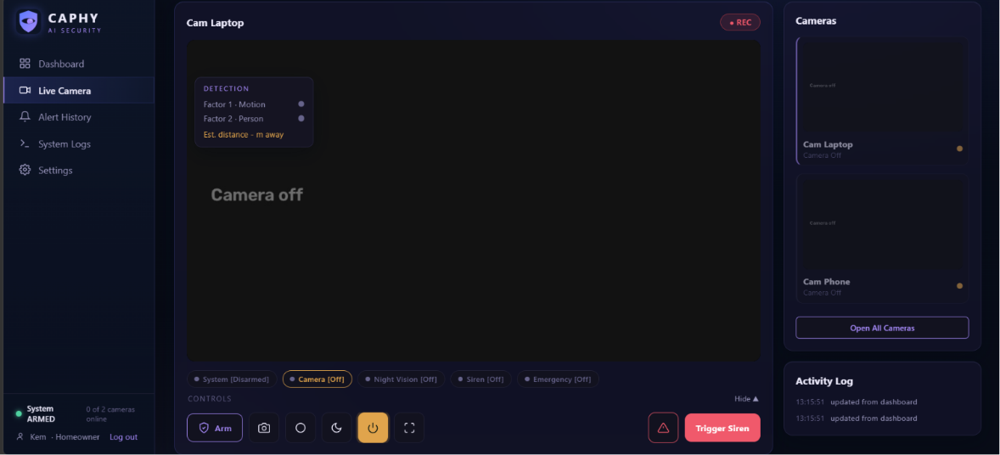 CAPHY
AI SECURITY
Dashboard
Live Camera
Alert History
System Logs
Settings
System
ARMED
0 of 2 cameras
online
Kem · Homeowner
Log out
Cam Laptop
REC
DETECTION
Factor 1 · Motion
Factor 2 · Person
Est. distance - m away
Camera off
System [Disarmed]
Camera [Off]
Night Vision [Off]
Siren [Off]
Emergency [Off]
CONTROLS
Hide ▲
Arm
Trigger Siren
Cameras
Camera off
Cam Laptop
Camera Off
Camera off
Cam Phone
Camera Off
Open All Cameras
Activity Log
13:15:51 updated from dashboard
13:15:51 updated from dashboard